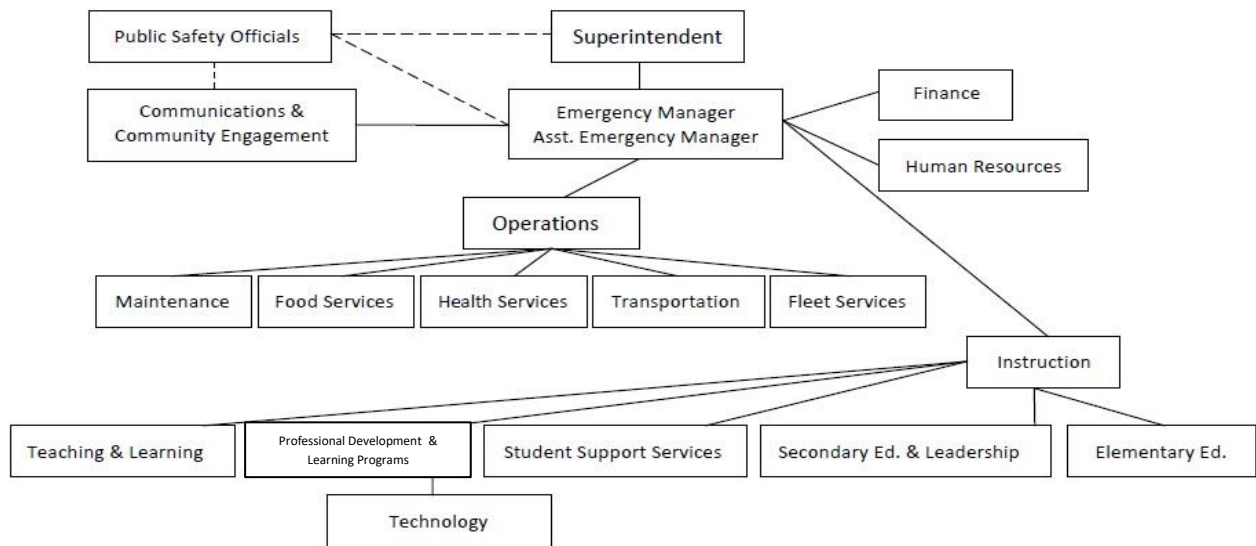 Public Safety Officials
Superintendent
Communications &
Community Engagement
Emergency Manager
Asst. Emergency Manager
Finance
Human Resources
Operations
Maintenance
Food Services
Health Services
Transportation
Fleet Services
Instruction
Teaching & Learning
Professional Development &
Learning Programs
Student Support Services
Secondary Ed. & Leadership
Elementary Ed.
Technology